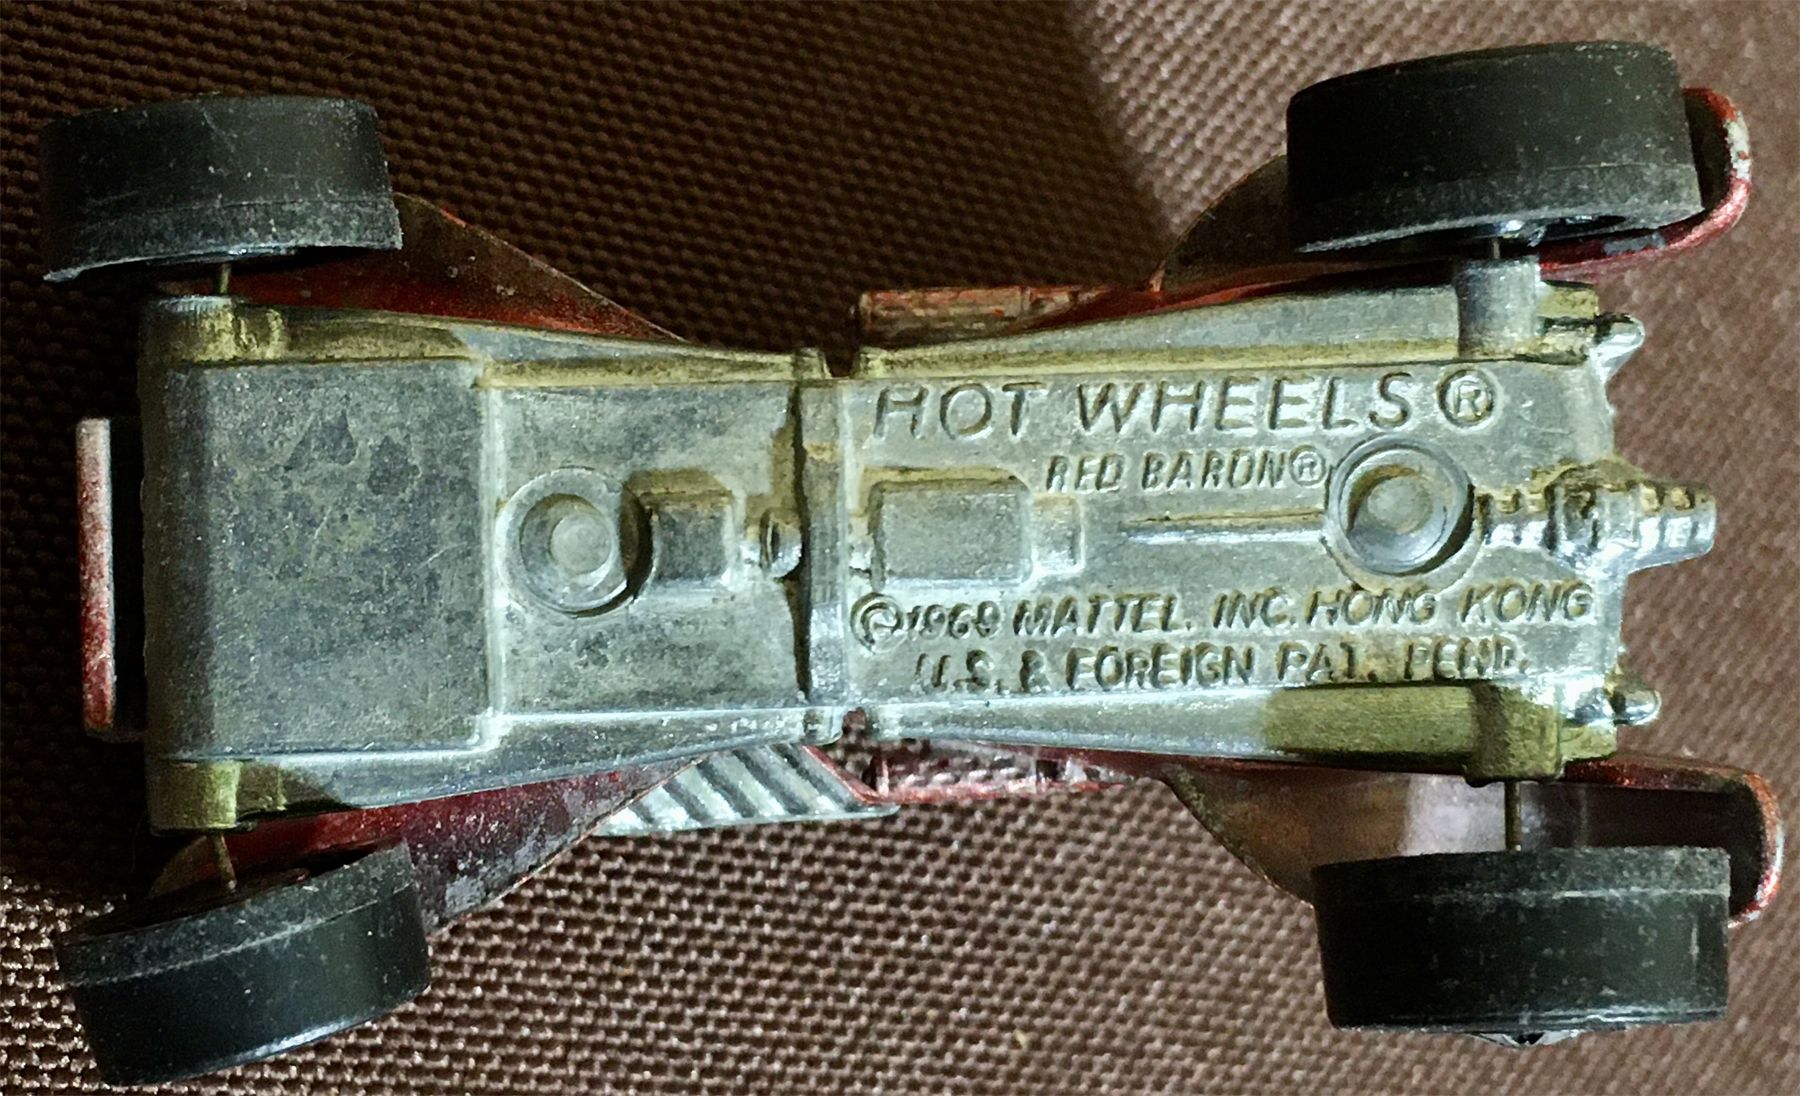 HOT WHEELS ®
RED BARON®
©1969 MATTEL. INC. HONG KONG
U.S. & FOREIGN PAT. PEND.